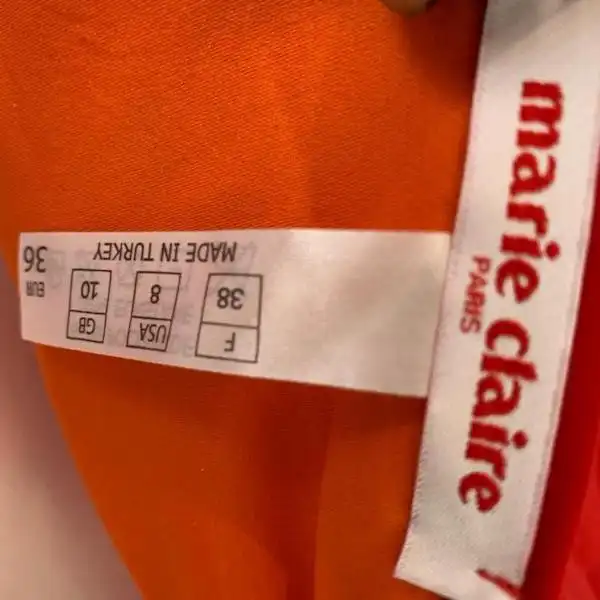 marie claire
PARIS
F USA GB EUR
38 8 10 36
MADE IN TURKEY